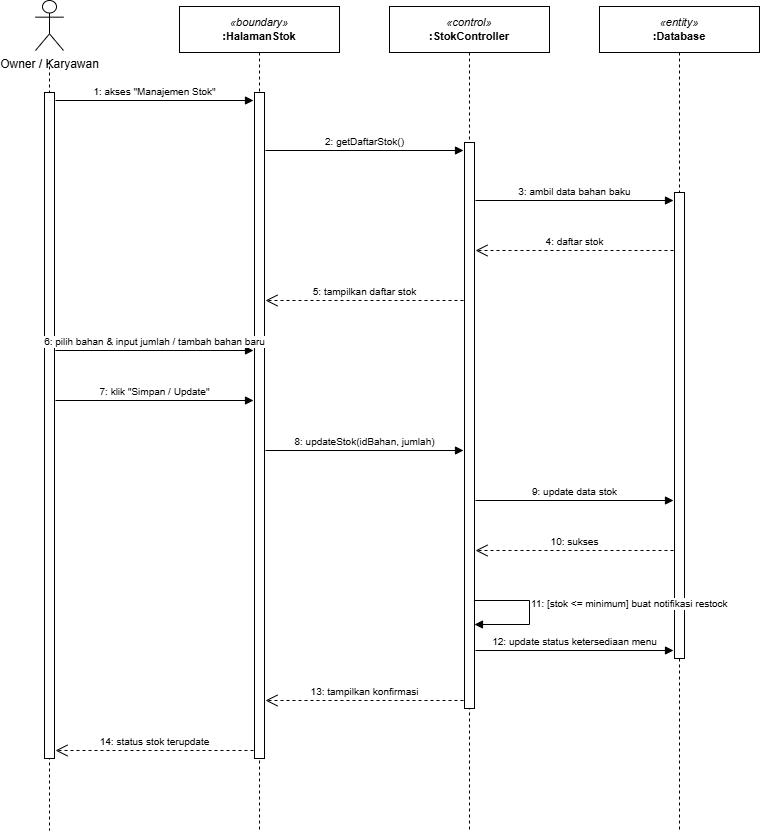 Owner / Karyawan
«boundary»
:HalamanStok
«control»
:StokController
«entity»
:Database
1: akses "Manajemen Stok"
2: getDaftarStok()
3: ambil data bahan baku
4: daftar stok
5: tampilkan daftar stok
6: pilih bahan & input jumlah / tambah bahan baru
7: klik "Simpan / Update"
8: updateStok(idBahan, jumlah)
9: update data stok
10: sukses
11: [stok <= minimum] buat notifikasi restock
12: update status ketersediaan menu
13: tampilkan konfirmasi
14: status stok terupdate